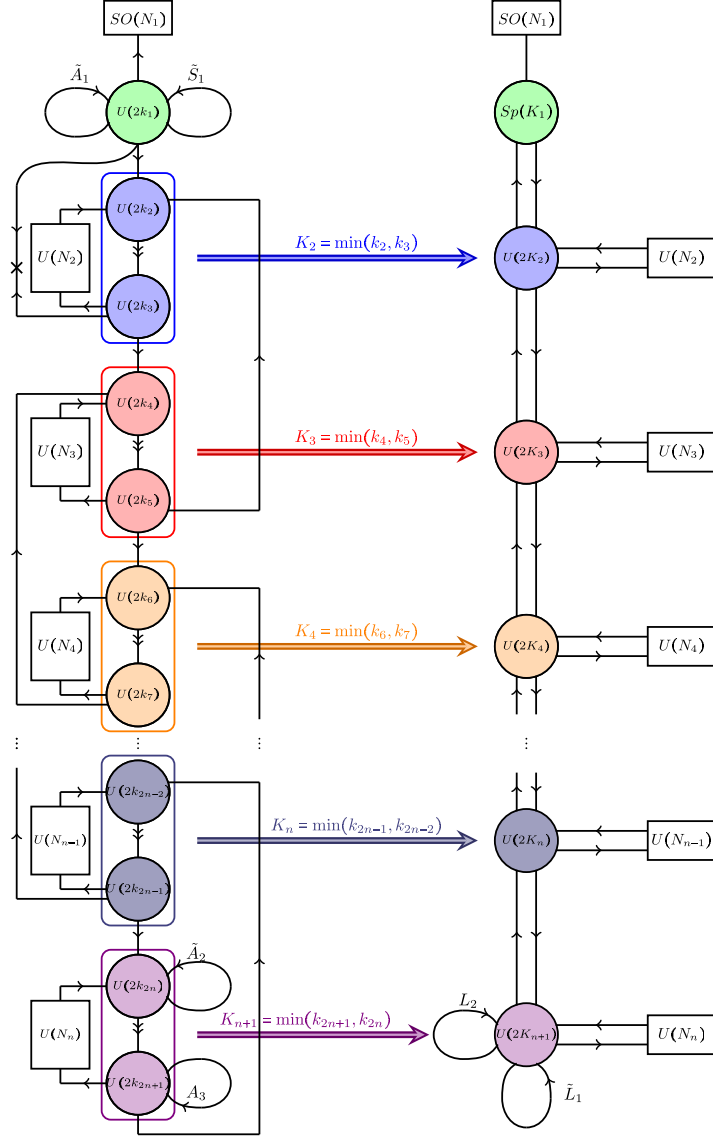 SO(N₁)
SO(N₁)
Ã₁
S̃₁
U(2k₁)
Sp(K₁)
U(2k₂)
U(N₂)
K₂ = min(k₂, k₃)
U(2K₂)
U(N₂)
U(2k₃)
U(2k₄)
U(N₃)
K₃ = min(k₄, k₅)
U(2K₃)
U(N₃)
U(2k₅)
U(2k₆)
U(N₄)
K₄ = min(k₆, k₇)
U(2K₄)
U(N₄)
U(2k₇)
⋮
⋮
⋮
⋮
U(2k₂ₙ₋₂)
U(Nₙ₋₁)
Kₙ = min(k₂ₙ₋₁, k₂ₙ₋₂)
U(2Kₙ)
U(Nₙ₋₁)
U(2k₂ₙ₋₁)
Ã₂
U(2k₂ₙ)
L₂
U(Nₙ)
Kₙ₊₁ = min(k₂ₙ₊₁, k₂ₙ)
U(2Kₙ₊₁)
U(Nₙ)
U(2k₂ₙ₊₁)
A₃
L̃₁